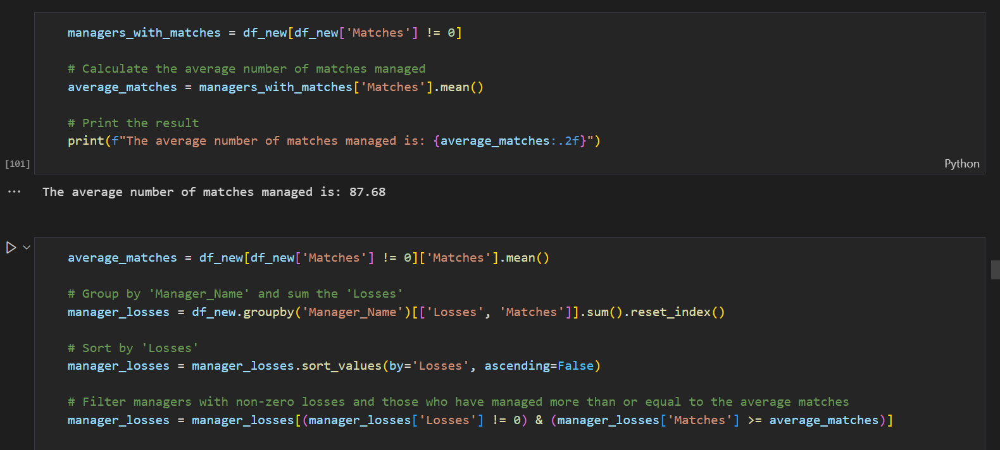 managers_with_matches = df_new[df_new['Matches'] != 0]
# Calculate the average number of matches managed
average_matches = managers_with_matches['Matches'].mean()
# Print the result
print(f"The average number of matches managed is: {average_matches:.2f}")
[101]
Python
The average number of matches managed is: 87.68
average_matches = df_new[df_new['Matches'] != 0]['Matches'].mean()
# Group by 'Manager_Name' and sum the 'Losses'
manager_losses = df_new.groupby('Manager_Name')[['Losses', 'Matches']].sum().reset_index()
# Sort by 'Losses'
manager_losses = manager_losses.sort_values(by='Losses', ascending=False)
# Filter managers with non-zero losses and those who have managed more than or equal to the average matches
manager_losses = manager_losses[(manager_losses['Losses'] != 0) & (manager_losses['Matches'] >= average_matches)]